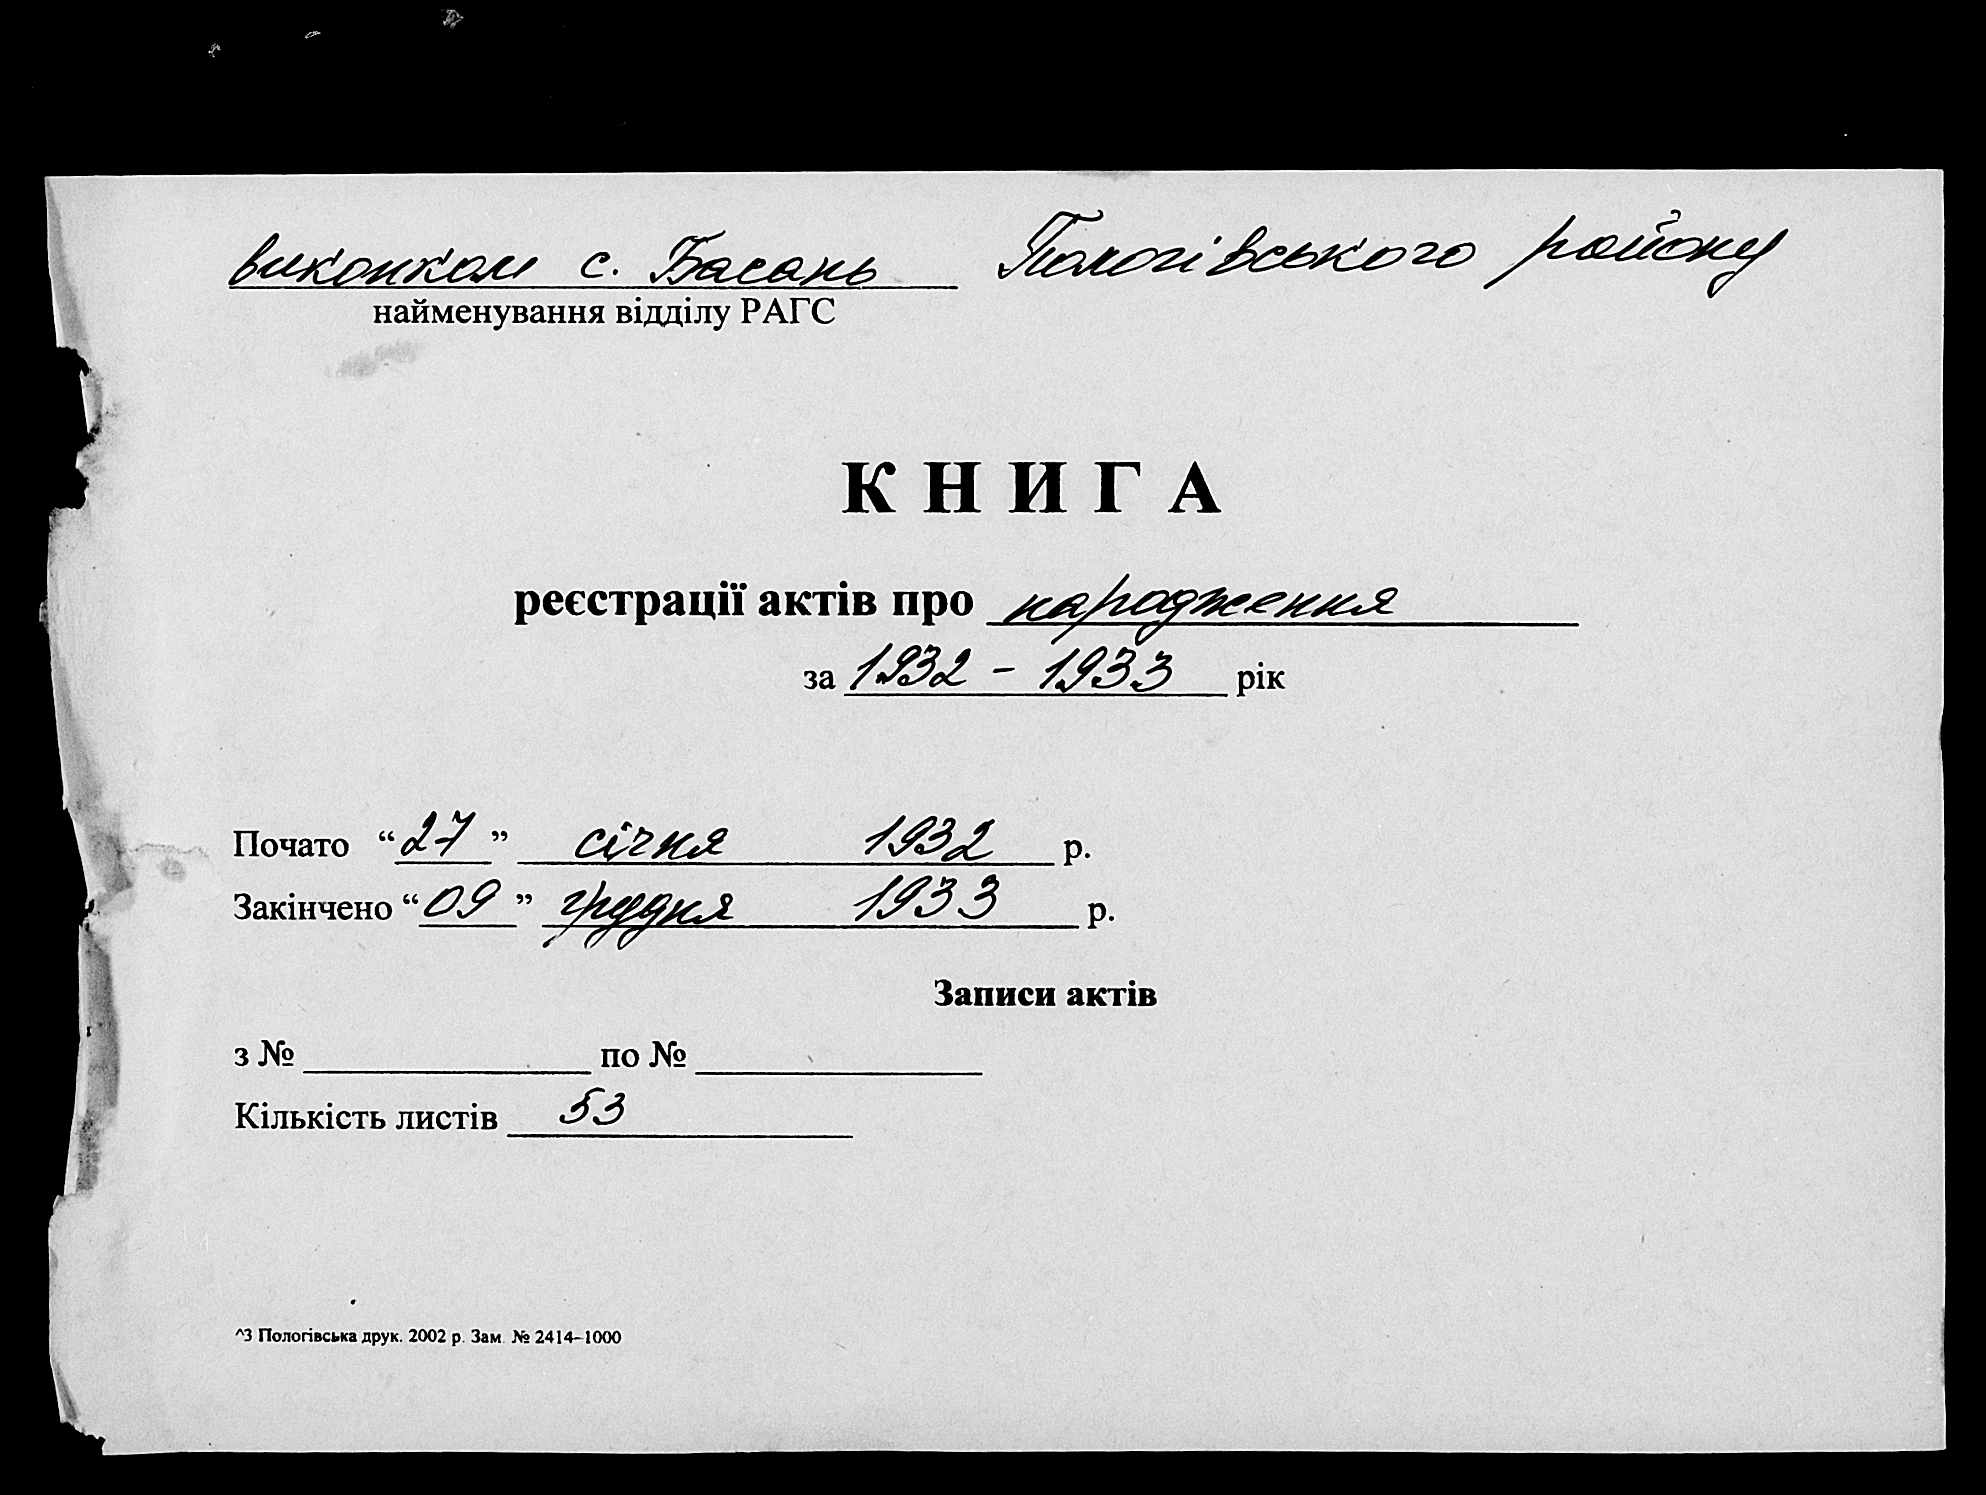 виконком с. Басань Пологівського району
найменування відділу РАГС
КНИГА
реєстрації актів про народження
за 1932 - 1933 рік
Почато “27” січня 1932 р.
Закінчено “09” грудня 1933 р.
Записи актів
з № по №
Кількість листів 53
^З Пологівська друк. 2002 р. Зам. № 2414–1000